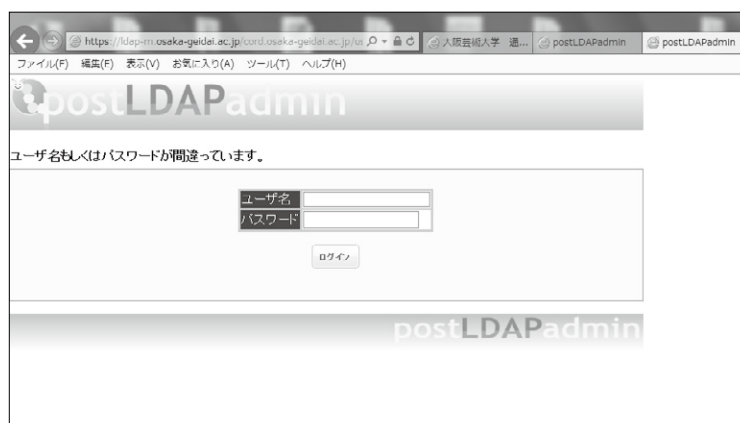 https://ldap-m.osaka-geidai.ac.jp/cord.osaka-geidai.ac.jp/u
大阪芸術大学 通... postLDAPadmin postLDAPadmin
ファイル(F) 編集(E) 表示(V) お気に入り(A) ツール(T) ヘルプ(H)
postLDAPadmin
ユーザ名もしくはパスワードが間違っています。
ユーザ名
パスワード
ログイン
postLDAPadmin